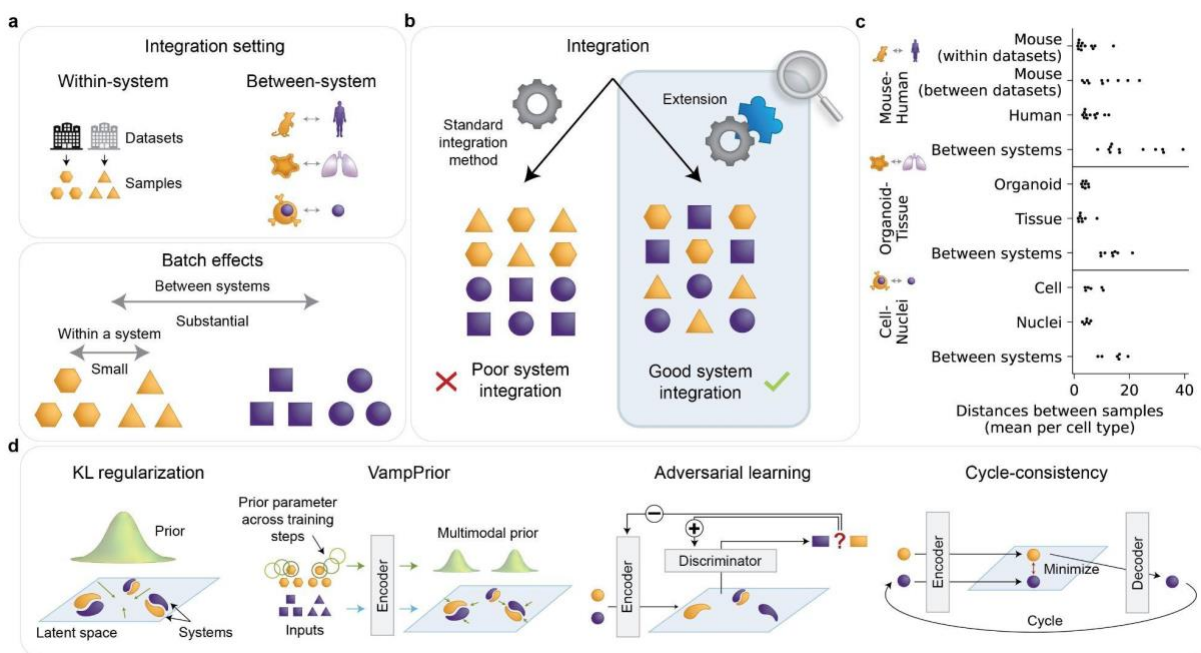 a
Integration setting
Within-system
Between-system
Datasets
Samples
Batch effects
Between systems
Substantial
Within a system
Small
b
Integration
Standard
integration
method
Extension
Poor system
integration
Good system
integration
c
Mouse-
Human
Mouse
(within datasets)
Mouse
(between datasets)
Human
Between systems
Organoid-
Tissue
Organoid
Tissue
Between systems
Cell-
Nuclei
Cell
Nuclei
Between systems
0 20 40
Distances between samples
(mean per cell type)
d
KL regularization
Prior
Latent space
Systems
VampPrior
Prior parameter
across training
steps
Inputs
Encoder
Multimodal prior
Adversarial learning
Encoder
−
+
Discriminator
?
Cycle-consistency
Encoder
Minimize
Decoder
Cycle